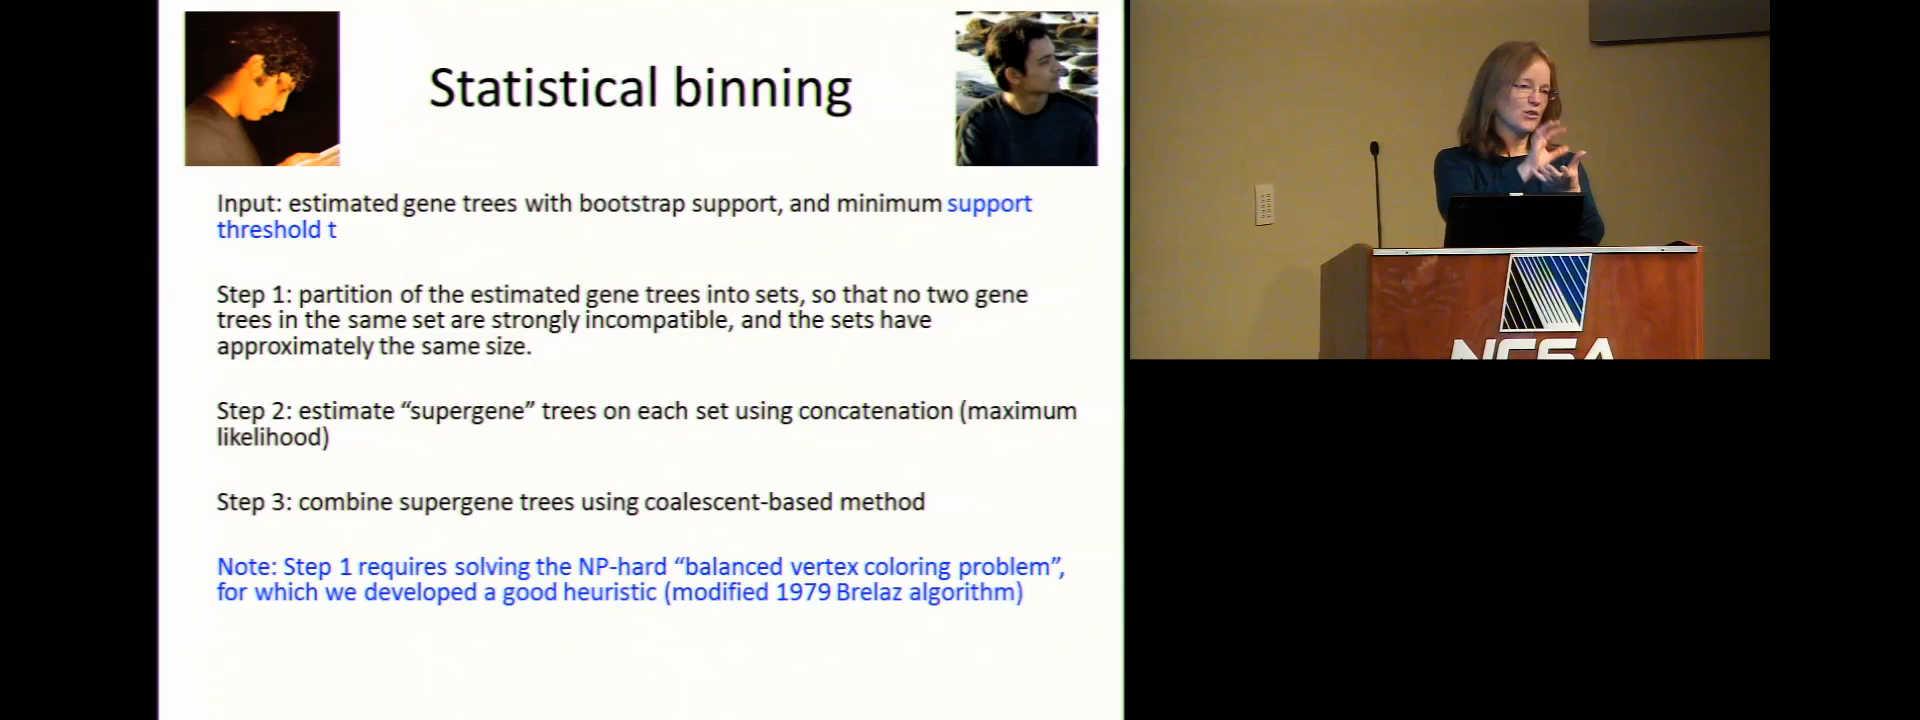 Statistical binning
Input: estimated gene trees with bootstrap support, and minimum support
threshold t
Step 1: partition of the estimated gene trees into sets, so that no two gene
trees in the same set are strongly incompatible, and the sets have
approximately the same size.
Step 2: estimate “supergene” trees on each set using concatenation (maximum
likelihood)
Step 3: combine supergene trees using coalescent-based method
Note: Step 1 requires solving the NP-hard “balanced vertex coloring problem”,
for which we developed a good heuristic (modified 1979 Brelaz algorithm)
NCSA